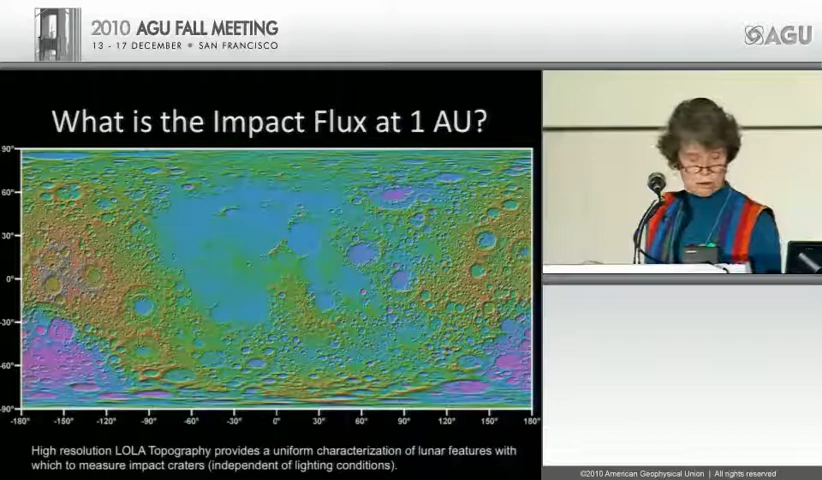 2010 AGU FALL MEETING
13 - 17 DECEMBER • SAN FRANCISCO
AGU
What is the Impact Flux at 1 AU?
90°
60°
30°
0°
-30°
-60°
-90°
-180° -150° -120° -90° -60° -30° 0° 30° 60° 90° 120° 150° 180°
High resolution LOLA Topography provides a uniform characterization of lunar features with
which to measure impact craters (independent of lighting conditions).
©2010 American Geophysical Union | All rights reserved